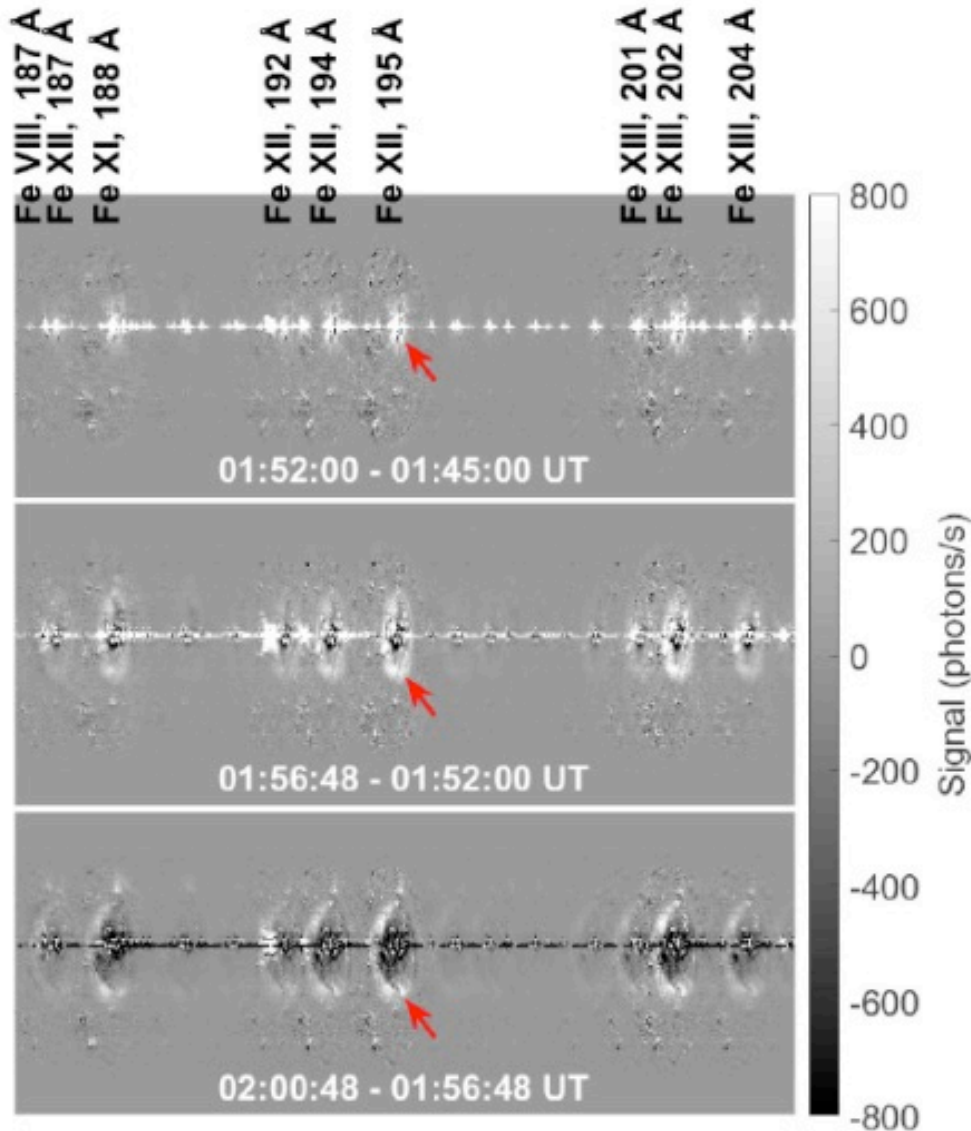 Fe VIII, 187 Å
Fe XII, 187 Å
Fe XI, 188 Å
Fe XII, 192 Å
Fe XII, 194 Å
Fe XII, 195 Å
Fe XIII, 201 Å
Fe XIII, 202 Å
Fe XIII, 204 Å
01:52:00 - 01:45:00 UT
01:56:48 - 01:52:00 UT
02:00:48 - 01:56:48 UT
800
600
400
200
0
-200
-400
-600
-800
Signal (photons/s)